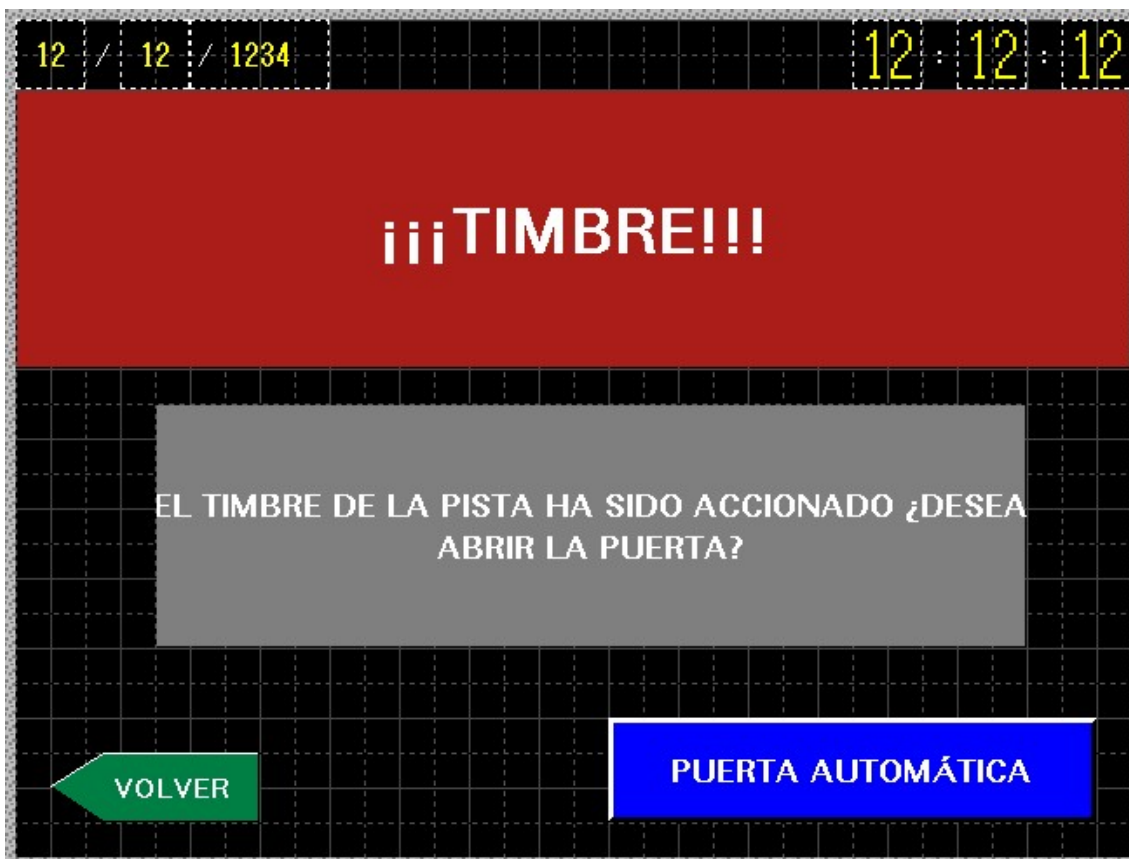 12 / 12 / 1234 12 : 12 : 12
¡¡¡TIMBRE!!!
EL TIMBRE DE LA PISTA HA SIDO ACCIONADO ¿DESEA
ABRIR LA PUERTA?
VOLVER
PUERTA AUTOMÁTICA